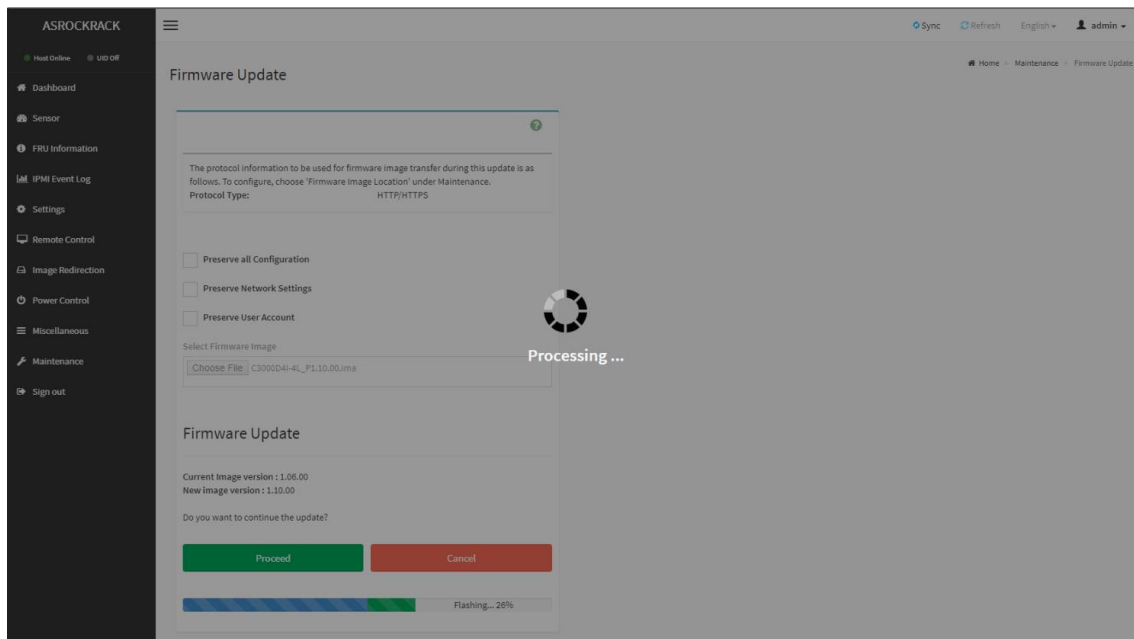 ASROCKRACK
Sync Refresh English admin
Host Online UID Off
Home > Maintenance > Firmware Update
Firmware Update
Dashboard
Sensor
FRU Information
IPMI Event Log
Settings
Remote Control
Image Redirection
Power Control
Miscellaneous
Maintenance
Sign out
The protocol information to be used for firmware image transfer during this update is as
follows. To configure, choose 'Firmware Image Location' under Maintenance.
Protocol Type: HTTP/HTTPS
Preserve all Configuration
Preserve Network Settings
Preserve User Account
Select Firmware Image
Choose File C3000D4I-4L_P1.10.00.ima
Processing ...
Firmware Update
Current Image version : 1.06.00
New image version : 1.10.00
Do you want to continue the update?
Proceed Cancel
Flashing... 26%